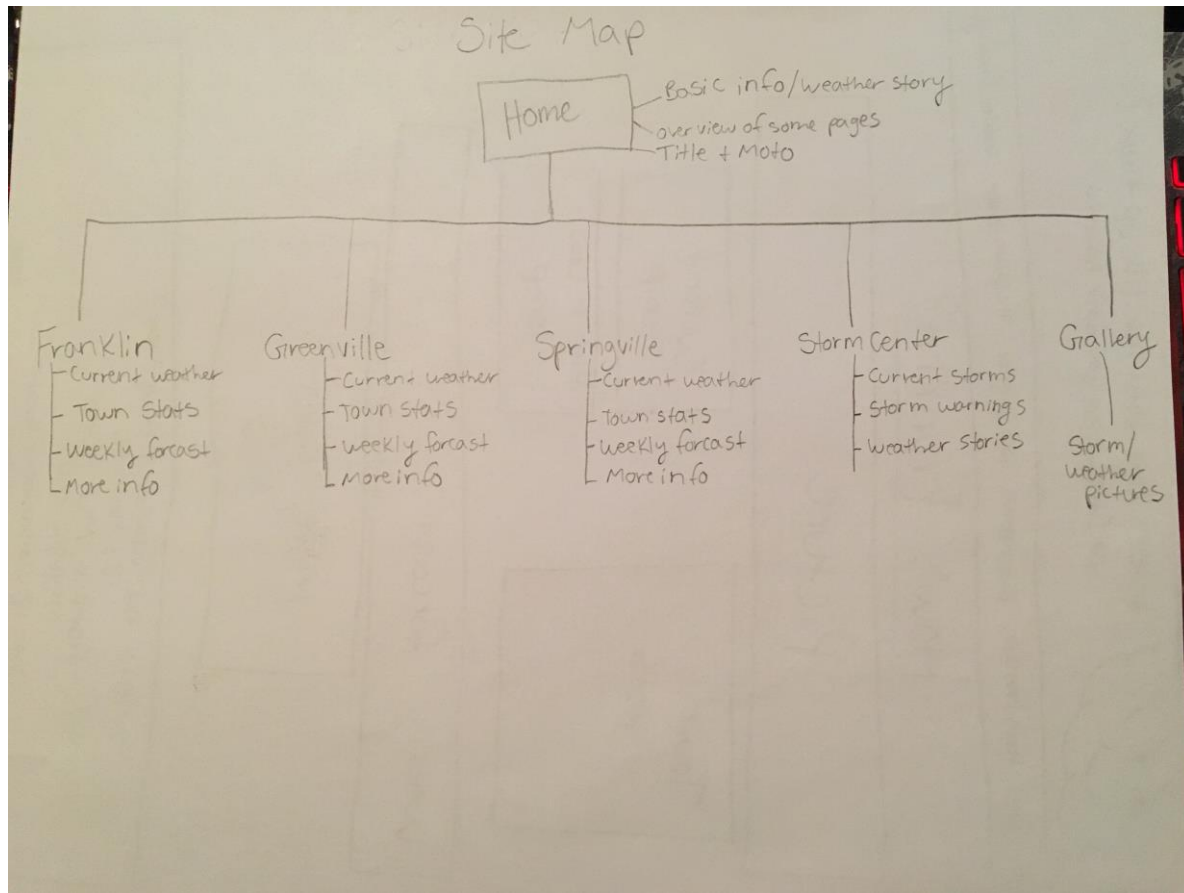 Site Map
Home
Basic info/weather story
overview of some pages
Title + Moto
Franklin
Current weather
Town Stats
weekly forcast
More info
Greenville
Current weather
Town stats
weekly forcast
More info
Springville
Current weather
Town stats
weekly forcast
More info
Storm Center
Current storms
Storm warnings
Weather stories
Gallery
Storm/
weather
pictures